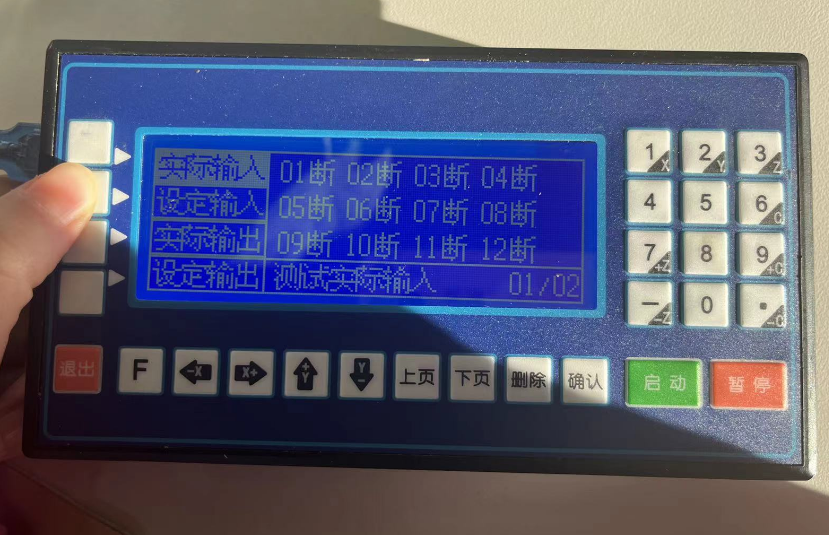 实际输入 01断 02断 03断 04断
设定输入 05断 06断 07断 08断
实际输出 09断 10断 11断 12断
设定输出 测试实际输入 01/02
1 X 2 Y 3 Z
4 5 6 C
7 +Z 8 9 +C
— -Z 0 . -C
退出 F -X X+ +Y Y- 上页 下页 删除 确认 启动 暂停